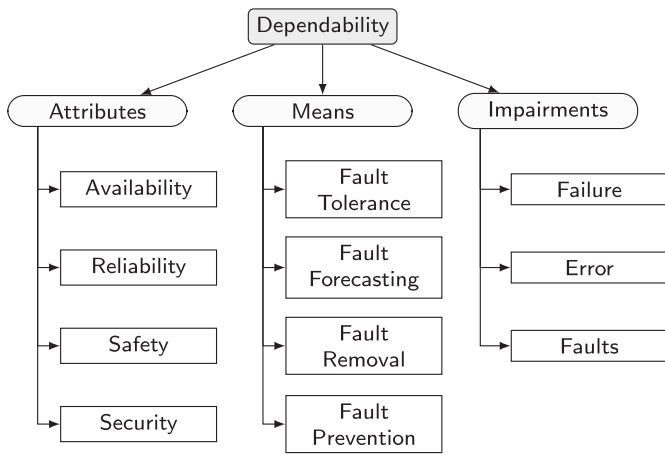 Dependability
Attributes
Means
Impairments
Availability
Reliability
Safety
Security
Fault
Tolerance
Fault
Forecasting
Fault
Removal
Fault
Prevention
Failure
Error
Faults